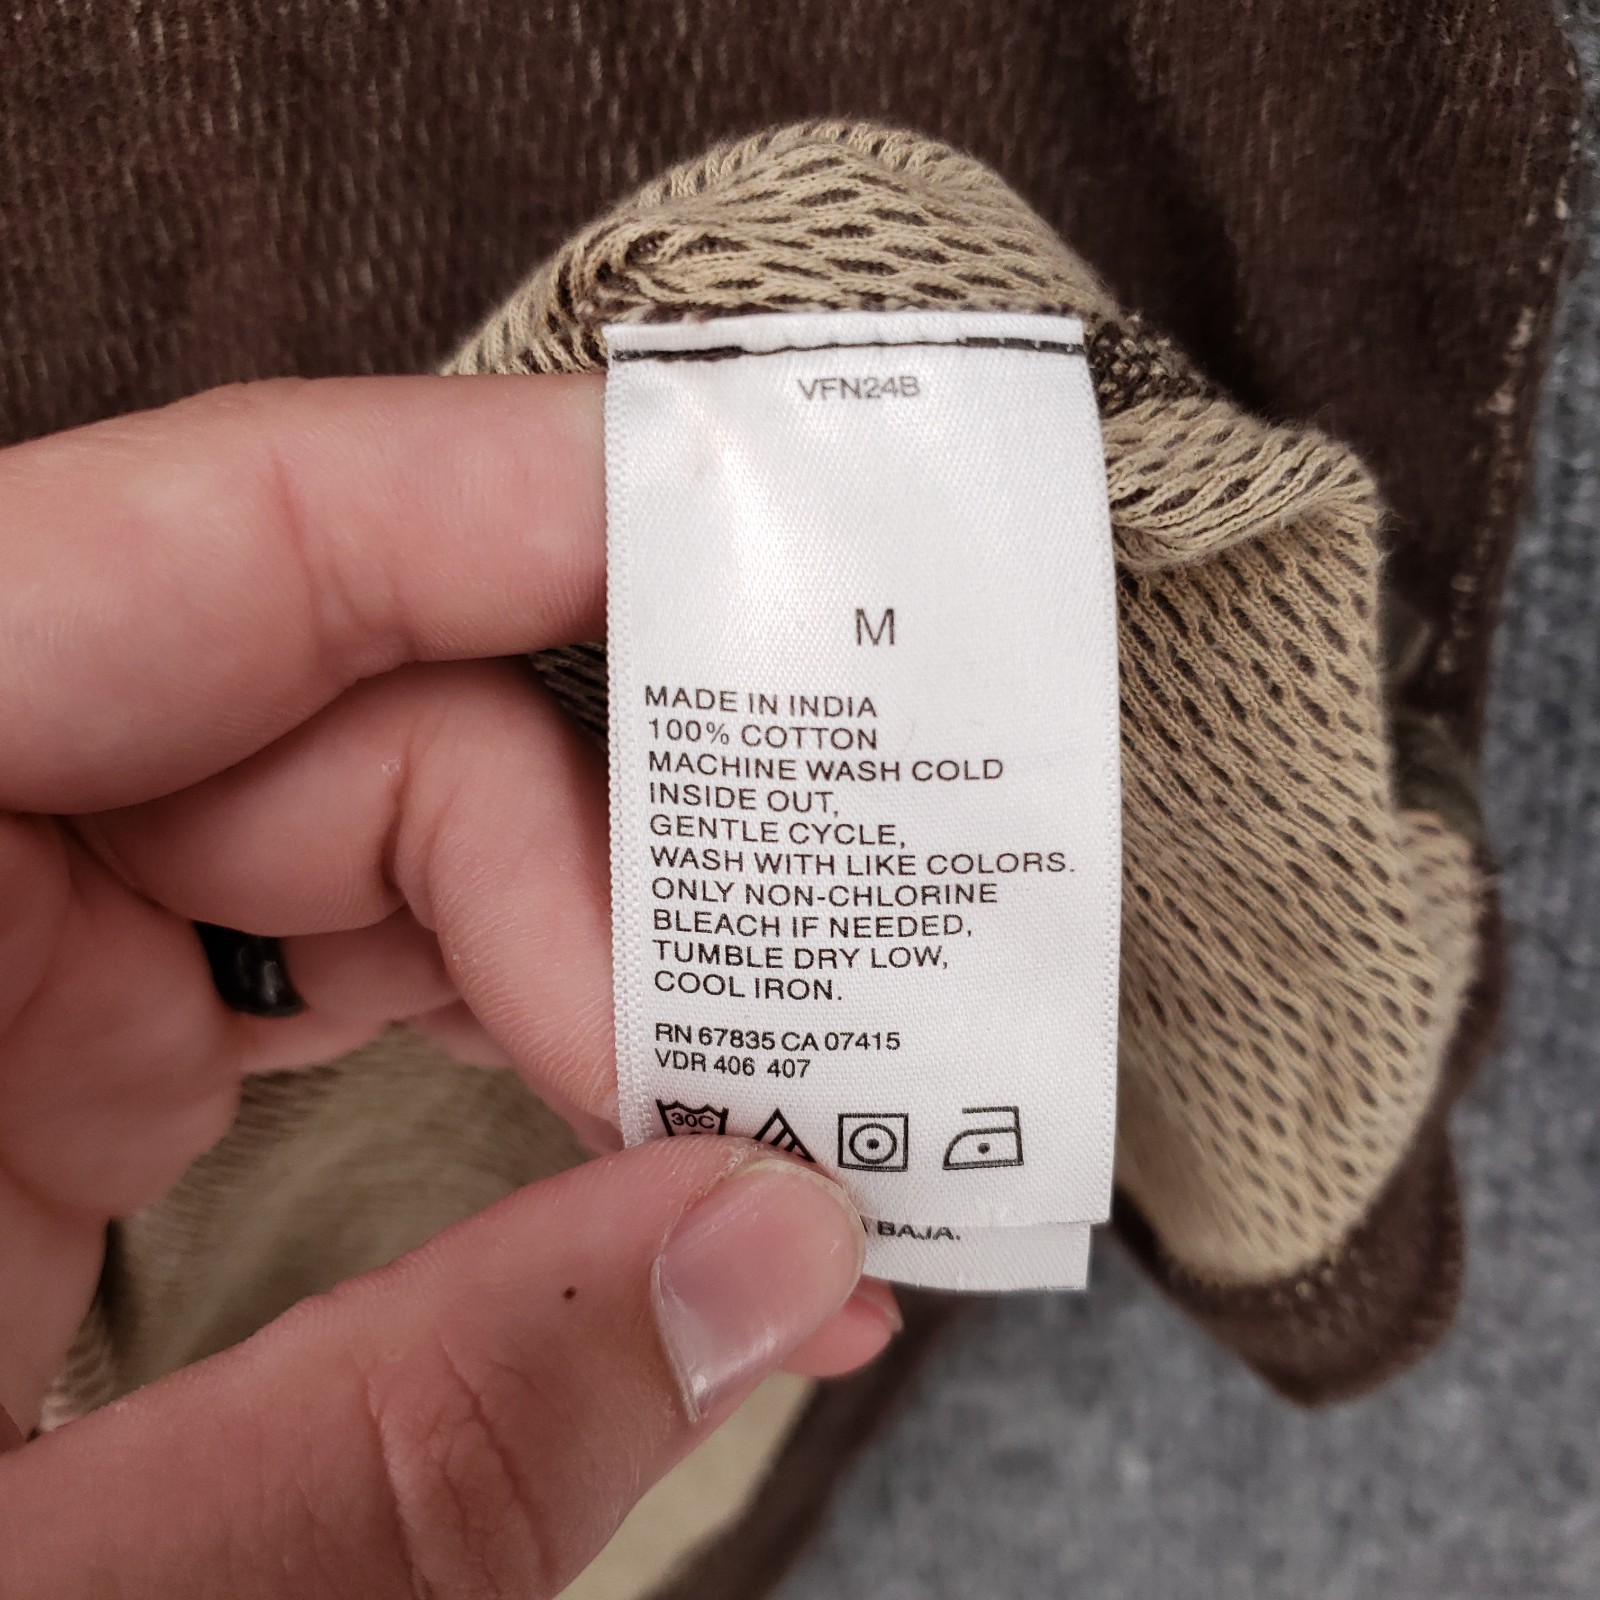 VFN24B
M
MADE IN INDIA
100% COTTON
MACHINE WASH COLD
INSIDE OUT,
GENTLE CYCLE,
WASH WITH LIKE COLORS.
ONLY NON-CHLORINE
BLEACH IF NEEDED,
TUMBLE DRY LOW,
COOL IRON.
RN 67835 CA 07415
VDR 406 407
30C
BAJA.